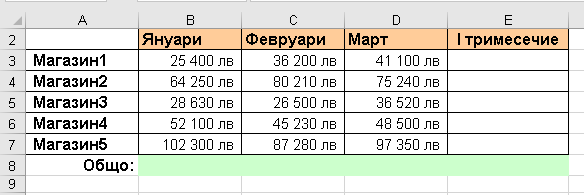 A B C D E
2 Януари Февруари Март I тримесечие
3 Магазин1 25 400 лв 36 200 лв 41 100 лв
4 Магазин2 64 250 лв 80 210 лв 75 240 лв
5 Магазин3 28 630 лв 26 500 лв 36 520 лв
6 Магазин4 52 100 лв 45 230 лв 48 500 лв
7 Магазин5 102 300 лв 87 280 лв 97 350 лв
8 Общо:
9